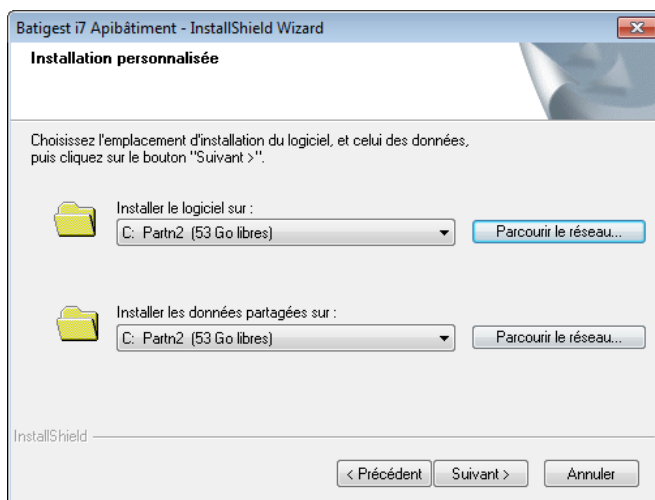 Batigest i7 Apibâtiment - InstallShield Wizard
Installation personnalisée
Choisissez l'emplacement d'installation du logiciel, et celui des données,
puis cliquez sur le bouton "Suivant >".
Installer le logiciel sur :
C: Partn2 (53 Go libres)
Parcourir le réseau...
Installer les données partagées sur :
C: Partn2 (53 Go libres)
Parcourir le réseau...
InstallShield
< Précédent
Suivant >
Annuler